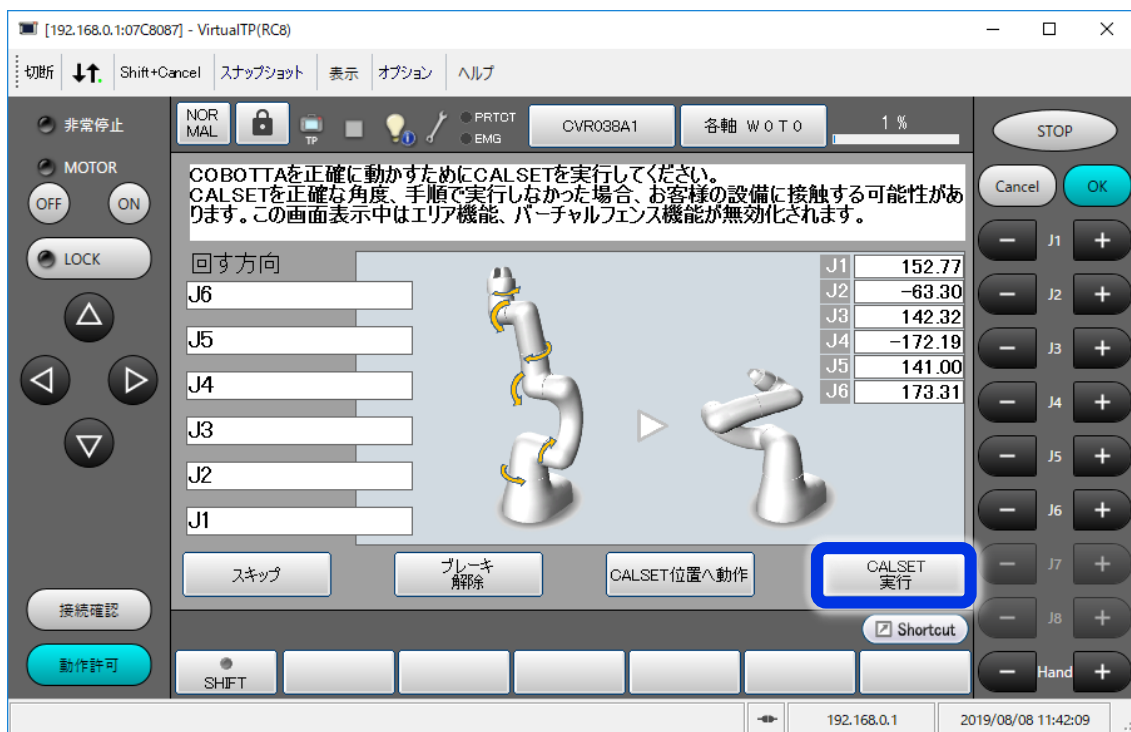 [192.168.0.1:07C8087] - VirtualTP(RC8)
切断 Shift+Cancel スナップショット 表示 オプション ヘルプ
非常停止
MOTOR
OFF ON
LOCK
接続確認
動作許可
NOR
MAL
TP
PRTCT
EMG
CVR038A1
各軸 W0T0
1 %
COBOTTAを正確に動かすためにCALSETを実行してください。
CALSETを正確な角度、手順で実行しなかった場合、お客様の設備に接触する可能性があ
ります。この画面表示中はエリア機能、バーチャルフェンス機能が無効化されます。
回す方向
J6
J5
J4
J3
J2
J1
J1 152.77
J2 -63.30
J3 142.32
J4 -172.19
J5 141.00
J6 173.31
スキップ
ブレーキ
解除
CALSET位置へ動作
CALSET
実行
Shortcut
SHIFT
STOP
Cancel OK
− J1 +
− J2 +
− J3 +
− J4 +
− J5 +
− J6 +
− J7 +
− J8 +
− Hand +
192.168.0.1
2019/08/08 11:42:09